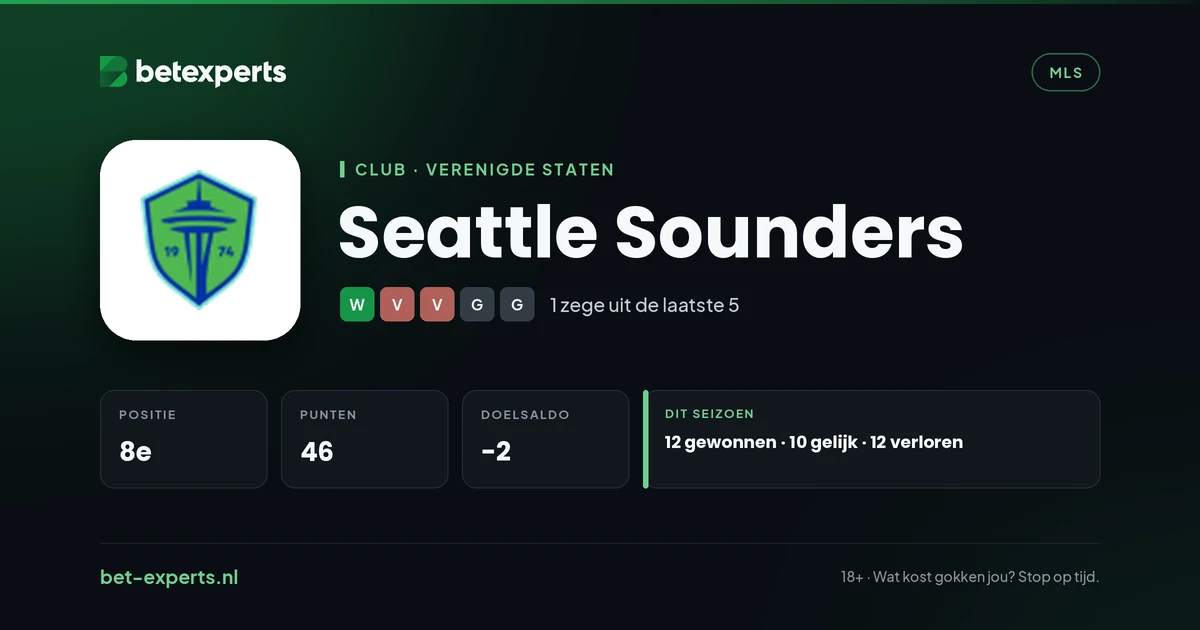 betexperts
MLS
CLUB · VERENIGDE STATEN
Seattle Sounders
19 74
W V V G G 1 zege uit de laatste 5
POSITIE
8e
PUNTEN
46
DOELSALDO
-2
DIT SEIZOEN
12 gewonnen · 10 gelijk · 12 verloren
bet-experts.nl
18+ · Wat kost gokken jou? Stop op tijd.